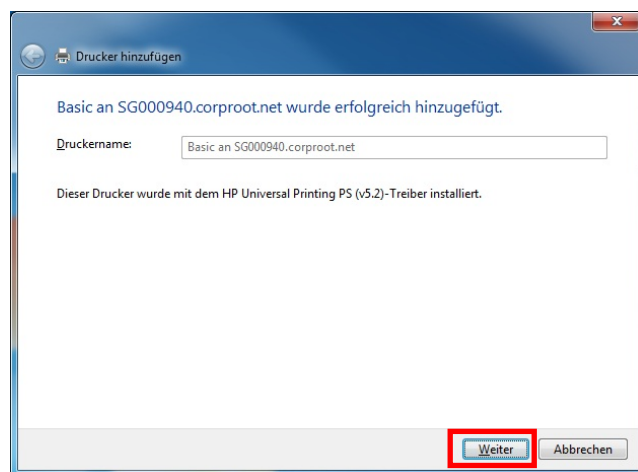 Drucker hinzufügen
Basic an SG000940.corproot.net wurde erfolgreich hinzugefügt.
Druckername: Basic an SG000940.corproot.net
Dieser Drucker wurde mit dem HP Universal Printing PS (v5.2)-Treiber installiert.
Weiter Abbrechen